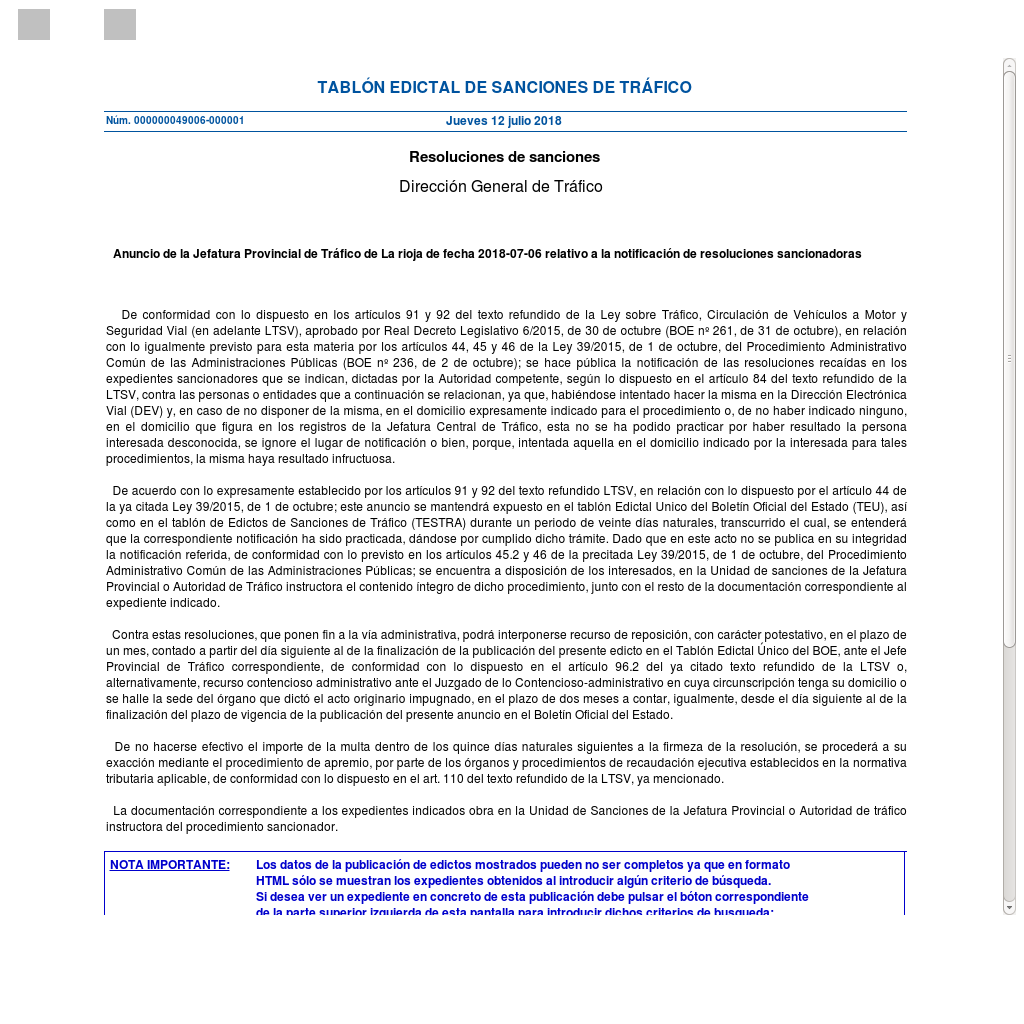 TABLÓN EDICTAL DE SANCIONES DE TRÁFICO
Núm. 000000049006-000001 Jueves 12 julio 2018
Resoluciones de sanciones
Dirección General de Tráfico
Anuncio de la Jefatura Provincial de Tráfico de La rioja de fecha 2018-07-06 relativo a la notificación de resoluciones sancionadoras
De conformidad con lo dispuesto en los artículos 91 y 92 del texto refundido de la Ley sobre Tráfico, Circulación de Vehículos a Motor y
Seguridad Vial (en adelante LTSV), aprobado por Real Decreto Legislativo 6/2015, de 30 de octubre (BOE nº 261, de 31 de octubre), en relación
con lo igualmente previsto para esta materia por los artículos 44, 45 y 46 de la Ley 39/2015, de 1 de octubre, del Procedimiento Administrativo
Común de las Administraciones Públicas (BOE nº 236, de 2 de octubre); se hace pública la notificación de las resoluciones recaídas en los
expedientes sancionadores que se indican, dictadas por la Autoridad competente, según lo dispuesto en el artículo 84 del texto refundido de la
LTSV, contra las personas o entidades que a continuación se relacionan, ya que, habiéndose intentado hacer la misma en la Dirección Electrónica
Vial (DEV) y, en caso de no disponer de la misma, en el domicilio expresamente indicado para el procedimiento o, de no haber indicado ninguno,
en el domicilio que figura en los registros de la Jefatura Central de Tráfico, esta no se ha podido practicar por haber resultado la persona
interesada desconocida, se ignore el lugar de notificación o bien, porque, intentada aquella en el domicilio indicado por la interesada para tales
procedimientos, la misma haya resultado infructuosa.
De acuerdo con lo expresamente establecido por los artículos 91 y 92 del texto refundido LTSV, en relación con lo dispuesto por el artículo 44 de
la ya citada Ley 39/2015, de 1 de octubre; este anuncio se mantendrá expuesto en el tablón Edictal Unico del Boletín Oficial del Estado (TEU), así
como en el tablón de Edictos de Sanciones de Tráfico (TESTRA) durante un periodo de veinte días naturales, transcurrido el cual, se entenderá
que la correspondiente notificación ha sido practicada, dándose por cumplido dicho trámite. Dado que en este acto no se publica en su integridad
la notificación referida, de conformidad con lo previsto en los artículos 45.2 y 46 de la precitada Ley 39/2015, de 1 de octubre, del Procedimiento
Administrativo Común de las Administraciones Públicas; se encuentra a disposición de los interesados, en la Unidad de sanciones de la Jefatura
Provincial o Autoridad de Tráfico instructora el contenido íntegro de dicho procedimiento, junto con el resto de la documentación correspondiente al
expediente indicado.
Contra estas resoluciones, que ponen fin a la vía administrativa, podrá interponerse recurso de reposición, con carácter potestativo, en el plazo de
un mes, contado a partir del día siguiente al de la finalización de la publicación del presente edicto en el Tablón Edictal Único del BOE, ante el Jefe
Provincial de Tráfico correspondiente, de conformidad con lo dispuesto en el artículo 96.2 del ya citado texto refundido de la LTSV o,
alternativamente, recurso contencioso administrativo ante el Juzgado de lo Contencioso-administrativo en cuya circunscripción tenga su domicilio o
se halle la sede del órgano que dictó el acto originario impugnado, en el plazo de dos meses a contar, igualmente, desde el día siguiente al de la
finalización del plazo de vigencia de la publicación del presente anuncio en el Boletín Oficial del Estado.
De no hacerse efectivo el importe de la multa dentro de los quince días naturales siguientes a la firmeza de la resolución, se procederá a su
exacción mediante el procedimiento de apremio, por parte de los órganos y procedimientos de recaudación ejecutiva establecidos en la normativa
tributaria aplicable, de conformidad con lo dispuesto en el art. 110 del texto refundido de la LTSV, ya mencionado.
La documentación correspondiente a los expedientes indicados obra en la Unidad de Sanciones de la Jefatura Provincial o Autoridad de tráfico
instructora del procedimiento sancionador.
NOTA IMPORTANTE: Los datos de la publicación de edictos mostrados pueden no ser completos ya que en formato
HTML sólo se muestran los expedientes obtenidos al introducir algún criterio de búsqueda.
Si desea ver un expediente en concreto de esta publicación debe pulsar el bóton correspondiente
de la parte superior izquierda de esta pantalla para introducir dichos criterios de busqueda: